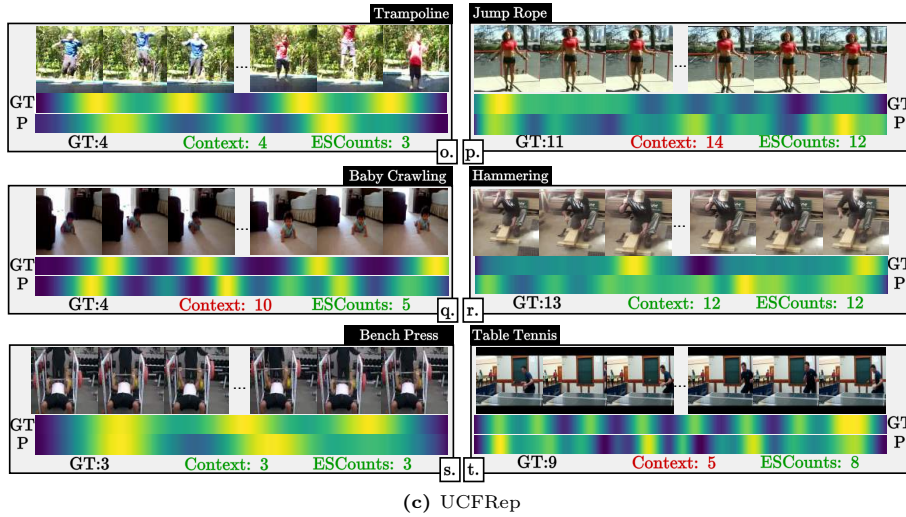 Trampoline
...
GT
P
GT:4 Context: 4 ESCounts: 3
o.
Jump Rope
...
GT
P
GT:11 Context: 14 ESCounts: 12
p.
Baby Crawling
...
GT
P
GT:4 Context: 10 ESCounts: 5
q.
Hammering
...
GT
P
GT:13 Context: 12 ESCounts: 12
r.
Bench Press
...
GT
P
GT:3 Context: 3 ESCounts: 3
s.
Table Tennis
...
GT
P
GT:9 Context: 5 ESCounts: 8
t.
(c) UCFRep